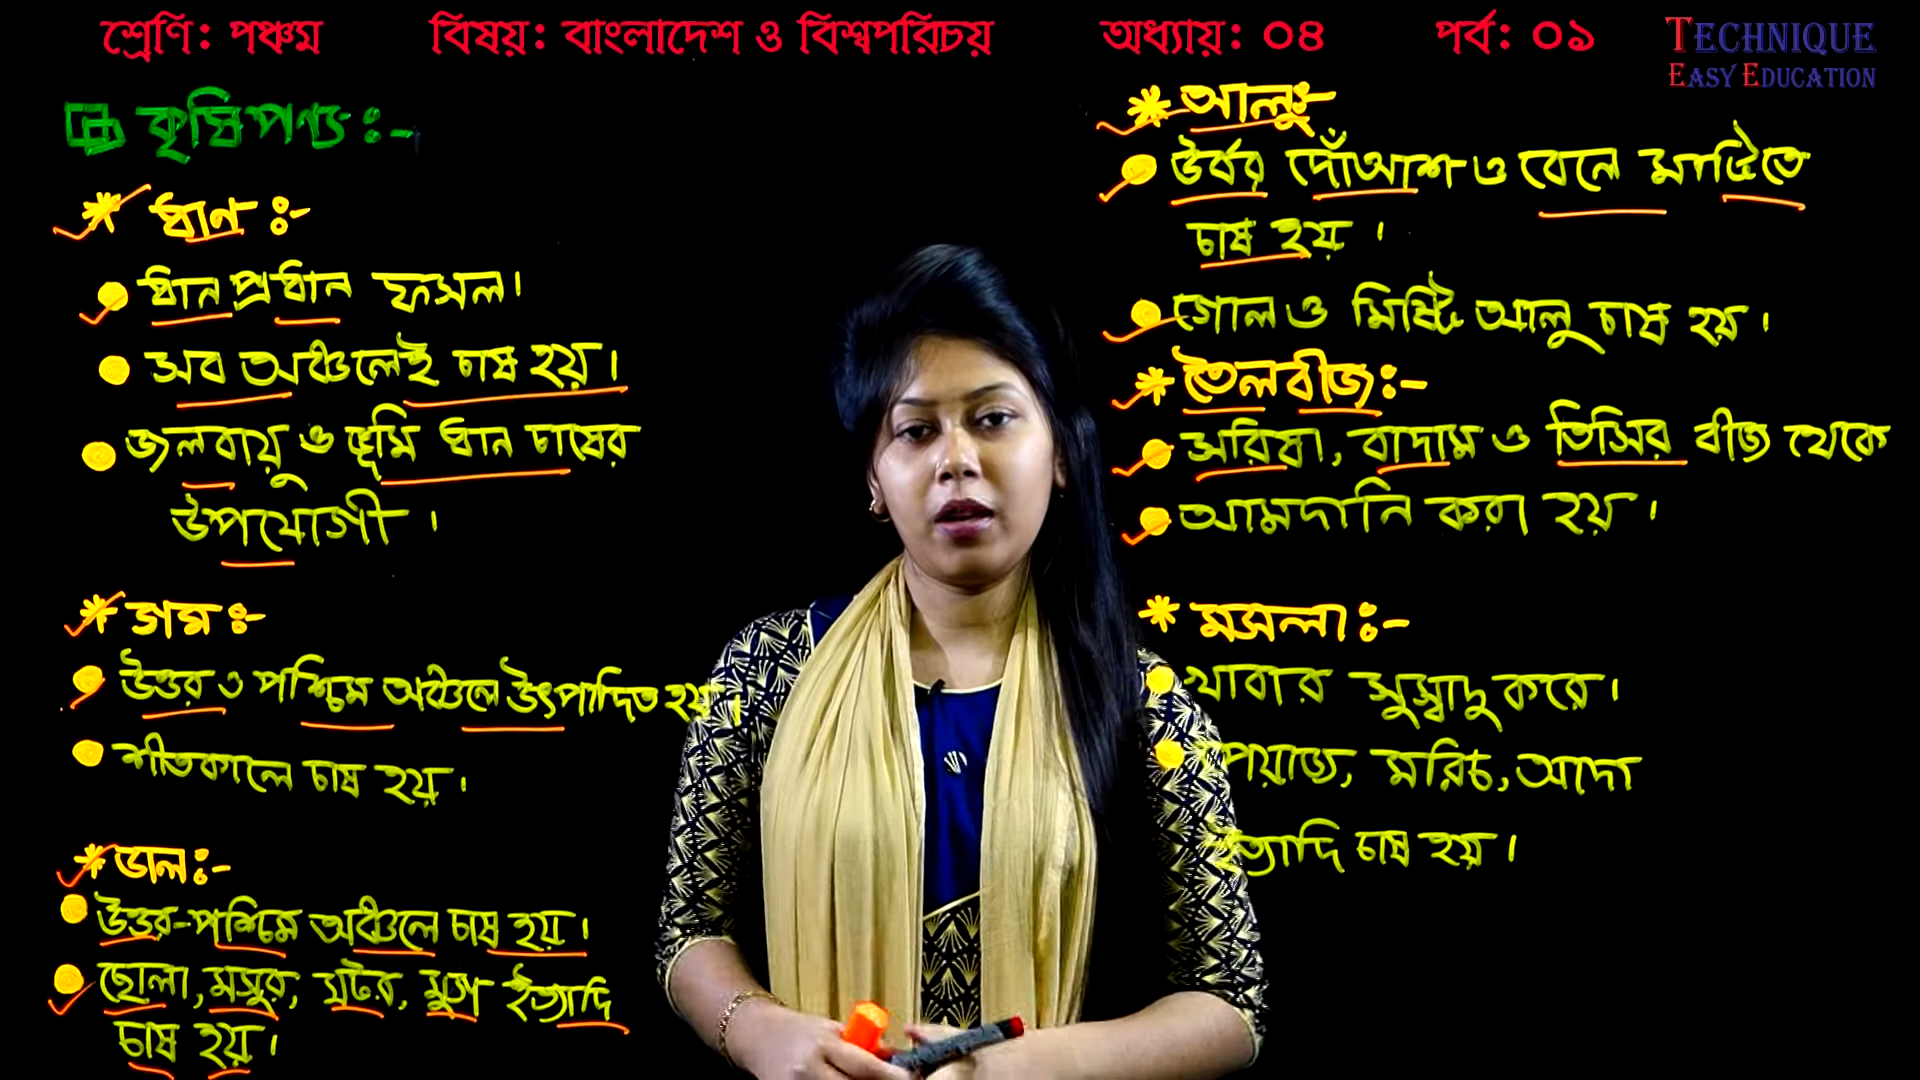 শ্রেণি: পঞ্চম বিষয়: বাংলাদেশ ও বিশ্বপরিচয় অধ্যায়: ০৪ পর্ব: ০১
TECHNIQUE
EASY EDUCATION
কৃষিপণ্য ঃ-
* ধান ঃ-
ধান প্রধান ফসল।
সব অঞ্চলেই চাষ হয়।
জলবায়ু ও ভূমি ধান চাষের
উপযোগী।
* গম ঃ-
উত্তর ও পশ্চিম অঞ্চলে উৎপাদিত হয়।
শীতকালে চাষ হয়।
* ডাল ঃ-
উত্তর-পশ্চিম অঞ্চলে চাষ হয়।
ছোলা, মসুর, মটর, মুগ ইত্যাদি
চাষ হয়।
* আলু ঃ-
উর্বর দোঁআশ ও বেলে মাটিতে
চাষ হয়।
গোল ও মিষ্টি আলু চাষ হয়।
* তৈলবীজ ঃ-
সরিষা, বাদাম ও তিসির বীজ থেকে
আমদানি করা হয়।
* মসলা ঃ-
খাবার সুস্বাদু করে।
পেয়াজ, মরিচ, আদা
ইত্যাদি চাষ হয়।